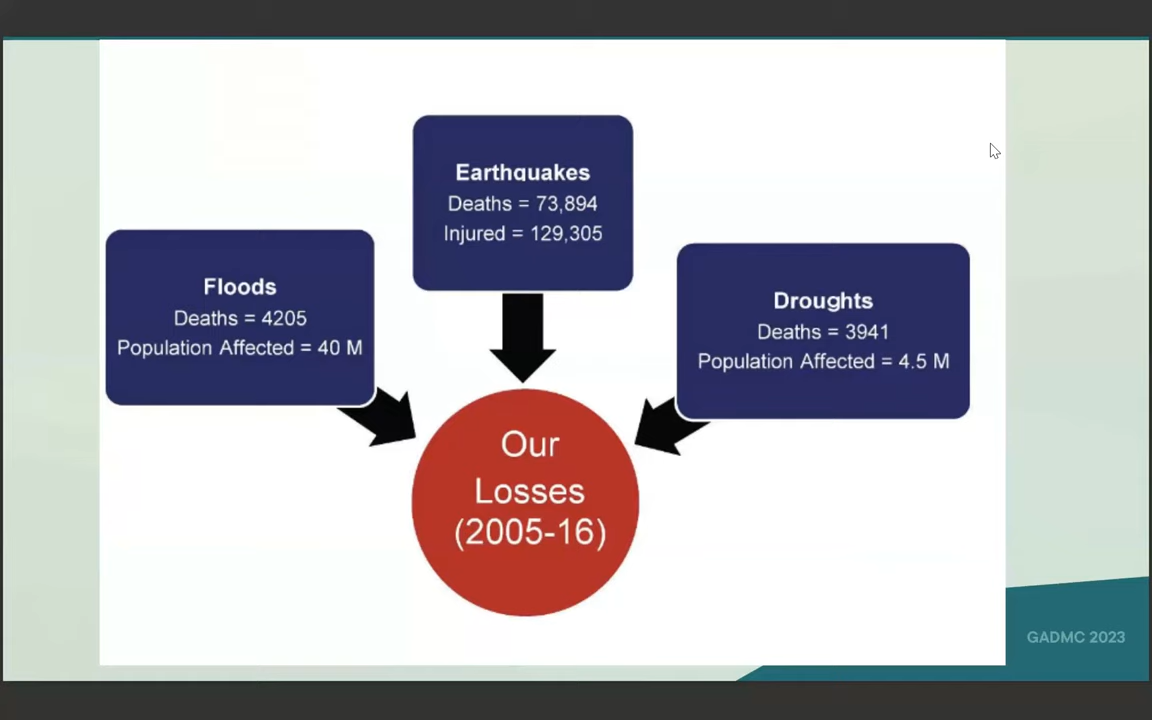 Earthquakes
Deaths = 73,894
Injured = 129,305
Floods
Deaths = 4205
Population Affected = 40 M
Droughts
Deaths = 3941
Population Affected = 4.5 M
Our
Losses
(2005-16)
GADMC 2023